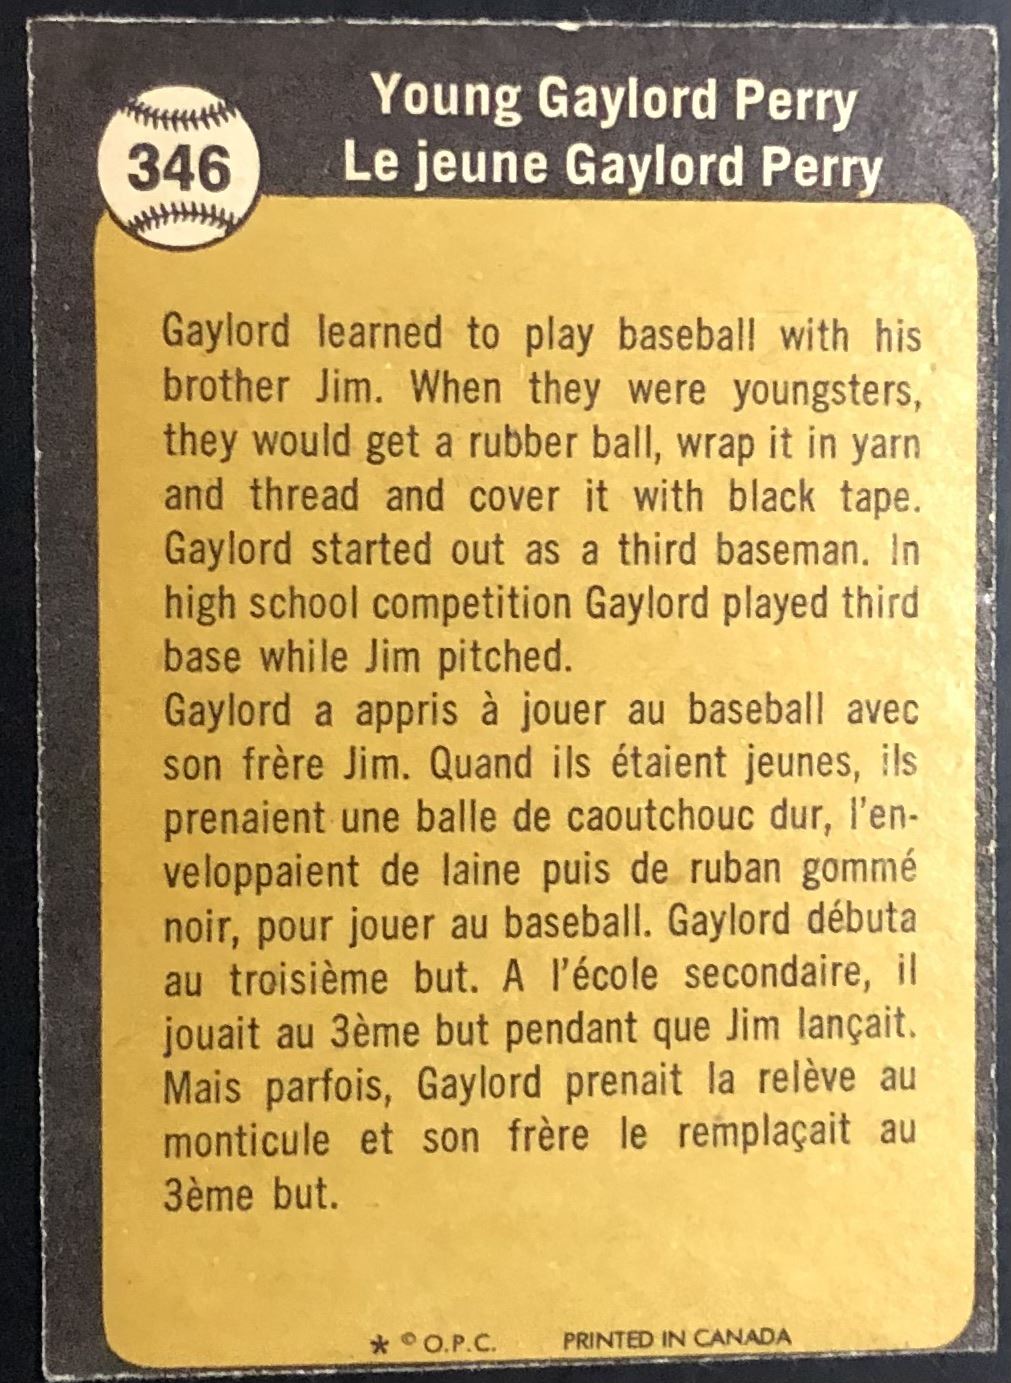 346
Young Gaylord Perry
Le jeune Gaylord Perry
Gaylord learned to play baseball with his
brother Jim. When they were youngsters,
they would get a rubber ball, wrap it in yarn
and thread and cover it with black tape.
Gaylord started out as a third baseman. In
high school competition Gaylord played third
base while Jim pitched.
Gaylord a appris à jouer au baseball avec
son frère Jim. Quand ils étaient jeunes, ils
prenaient une balle de caoutchouc dur, l'en-
veloppaient de laine puis de ruban gommé
noir, pour jouer au baseball. Gaylord débuta
au troisième but. A l'école secondaire, il
jouait au 3ème but pendant que Jim lançait.
Mais parfois, Gaylord prenait la relève au
monticule et son frère le remplaçait au
3ème but.
* © O.P.C. PRINTED IN CANADA